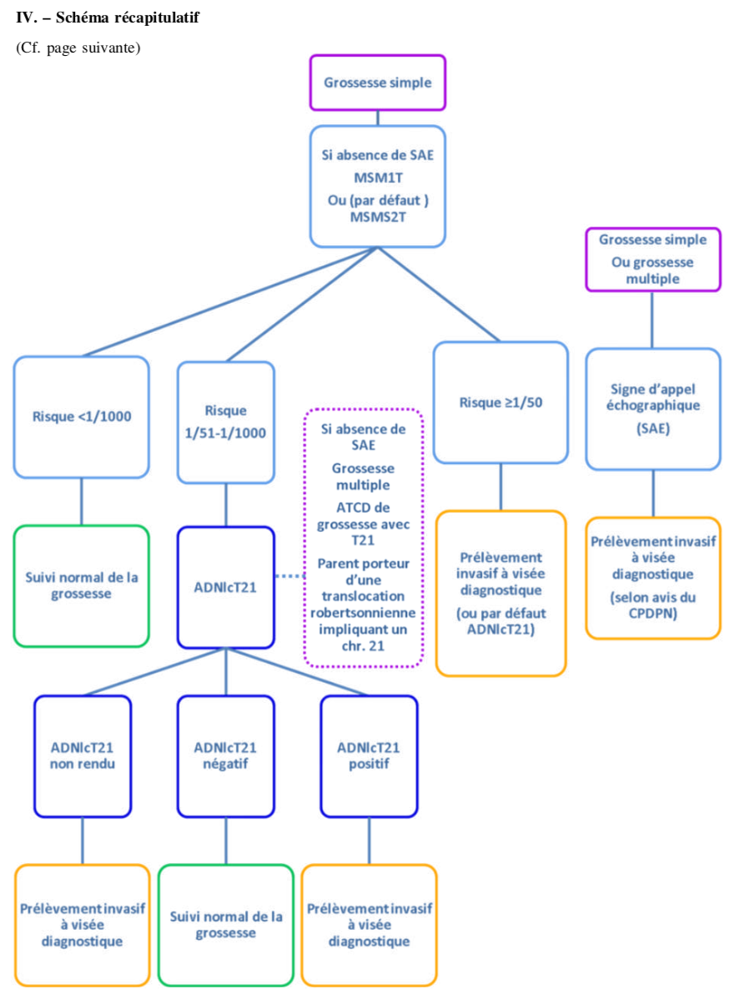 IV. – Schéma récapitulatif
(Cf. page suivante)
Grossesse simple
Si absence de SAE
MSM1T
Ou (par défaut )
MSMS2T
Grossesse simple
Ou grossesse
multiple
Risque <1/1000
Risque
1/51-1/1000
Si absence de
SAE
Grossesse
multiple
ATCD de
grossesse avec
T21
Parent porteur
d'une
translocation
robertsonnienne
impliquant un
chr. 21
Risque ≥1/50
Signe d'appel
échographique
(SAE)
Suivi normal de la
grossesse
ADNlcT21
Prélèvement
invasif à visée
diagnostique
(ou par défaut
ADNlcT21)
Prélèvement invasif
à visée
diagnostique
(selon avis du
CPDPN)
ADNlcT21
non rendu
ADNlcT21
négatif
ADNlcT21
positif
Prélèvement invasif
à visée
diagnostique
Suivi normal de la
grossesse
Prélèvement invasif
à visée
diagnostique